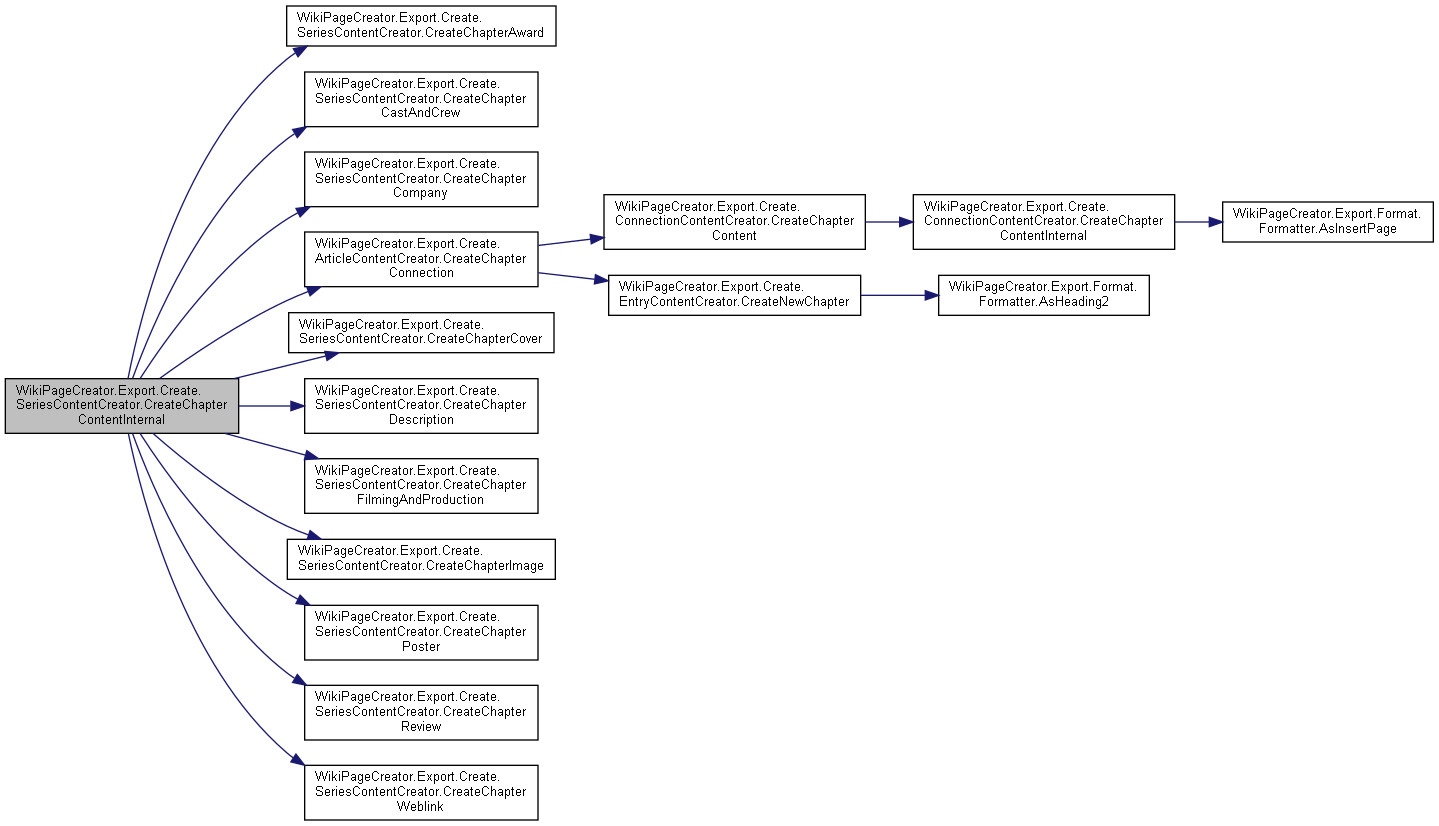 WikiPageCreator.Export.Create.
SeriesContentCreator.CreateChapterAward
WikiPageCreator.Export.Create.
SeriesContentCreator.CreateChapter
CastAndCrew
WikiPageCreator.Export.Create.
SeriesContentCreator.CreateChapter
Company
WikiPageCreator.Export.Create.
ArticleContentCreator.CreateChapter
Connection
WikiPageCreator.Export.Create.
ConnectionContentCreator.CreateChapter
Content
WikiPageCreator.Export.Create.
ConnectionContentCreator.CreateChapter
ContentInternal
WikiPageCreator.Export.Format.
Formatter.AsInsertPage
WikiPageCreator.Export.Create.
EntryContentCreator.CreateNewChapter
WikiPageCreator.Export.Format.
Formatter.AsHeading2
WikiPageCreator.Export.Create.
SeriesContentCreator.CreateChapterCover
WikiPageCreator.Export.Create.
SeriesContentCreator.CreateChapter
ContentInternal
WikiPageCreator.Export.Create.
SeriesContentCreator.CreateChapter
Description
WikiPageCreator.Export.Create.
SeriesContentCreator.CreateChapter
FilmingAndProduction
WikiPageCreator.Export.Create.
SeriesContentCreator.CreateChapterImage
WikiPageCreator.Export.Create.
SeriesContentCreator.CreateChapter
Poster
WikiPageCreator.Export.Create.
SeriesContentCreator.CreateChapter
Review
WikiPageCreator.Export.Create.
SeriesContentCreator.CreateChapter
Weblink